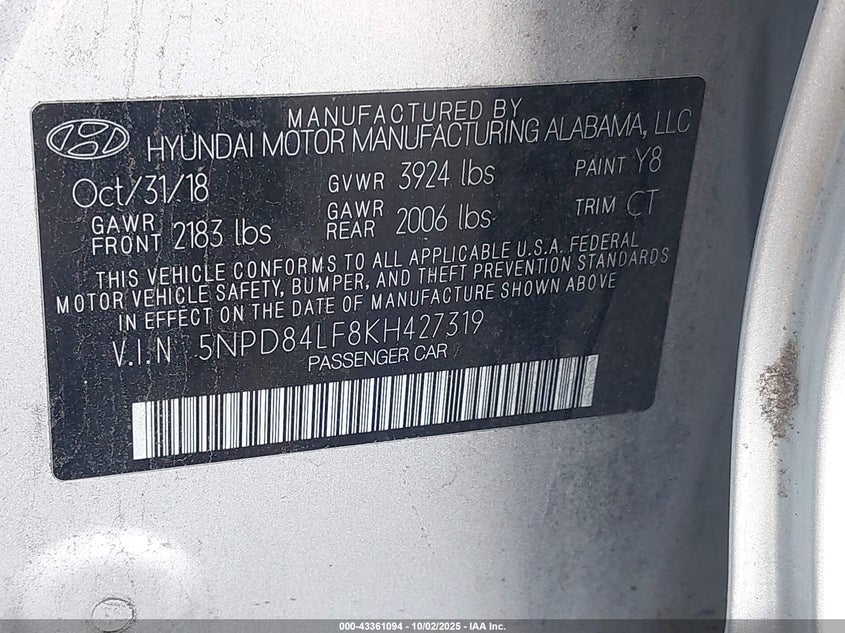 MANUFACTURED BY
HYUNDAI MOTOR MANUFACTURING ALABAMA, LLC
Oct/31/18 GVWR 3924 lbs PAINT Y8
GAWR FRONT 2183 lbs GAWR REAR 2006 lbs TRIM CT
THIS VEHICLE CONFORMS TO ALL APPLICABLE U.S.A. FEDERAL
MOTOR VEHICLE SAFETY, BUMPER, AND THEFT PREVENTION STANDARDS
IN EFFECT ON THE DATE OF MANUFACTURE SHOWN ABOVE
V.I.N 5NPD84LF8KH427319
PASSENGER CAR
000-43361094 - 10/02/2025 - IAA Inc.